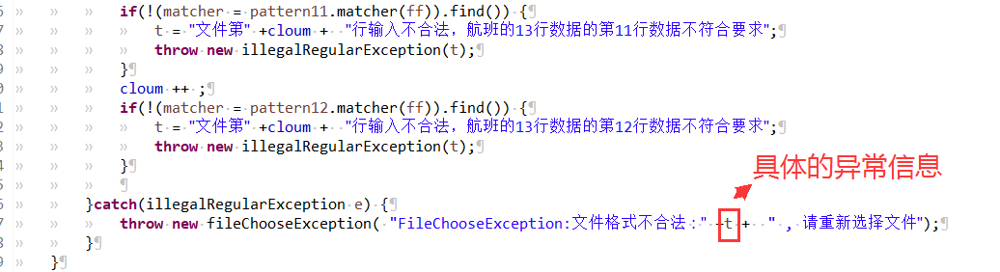 if(!(matcher = pattern11.matcher(ff)).find()) {
t = "文件第" +cloum + "行输入不合法，航班的13行数据的第11行数据不符合要求";
throw new illegalRegularException(t);
}
cloum ++ ;
if(!(matcher = pattern12.matcher(ff)).find()) {
t = "文件第" +cloum + "行输入不合法，航班的13行数据的第12行数据不符合要求";
throw new illegalRegularException(t);
}
具体的异常信息
}catch(illegalRegularException e) {
throw new fileChooseException( "FileChooseException:文件格式不合法：" +t + " ，请重新选择文件");
}
}